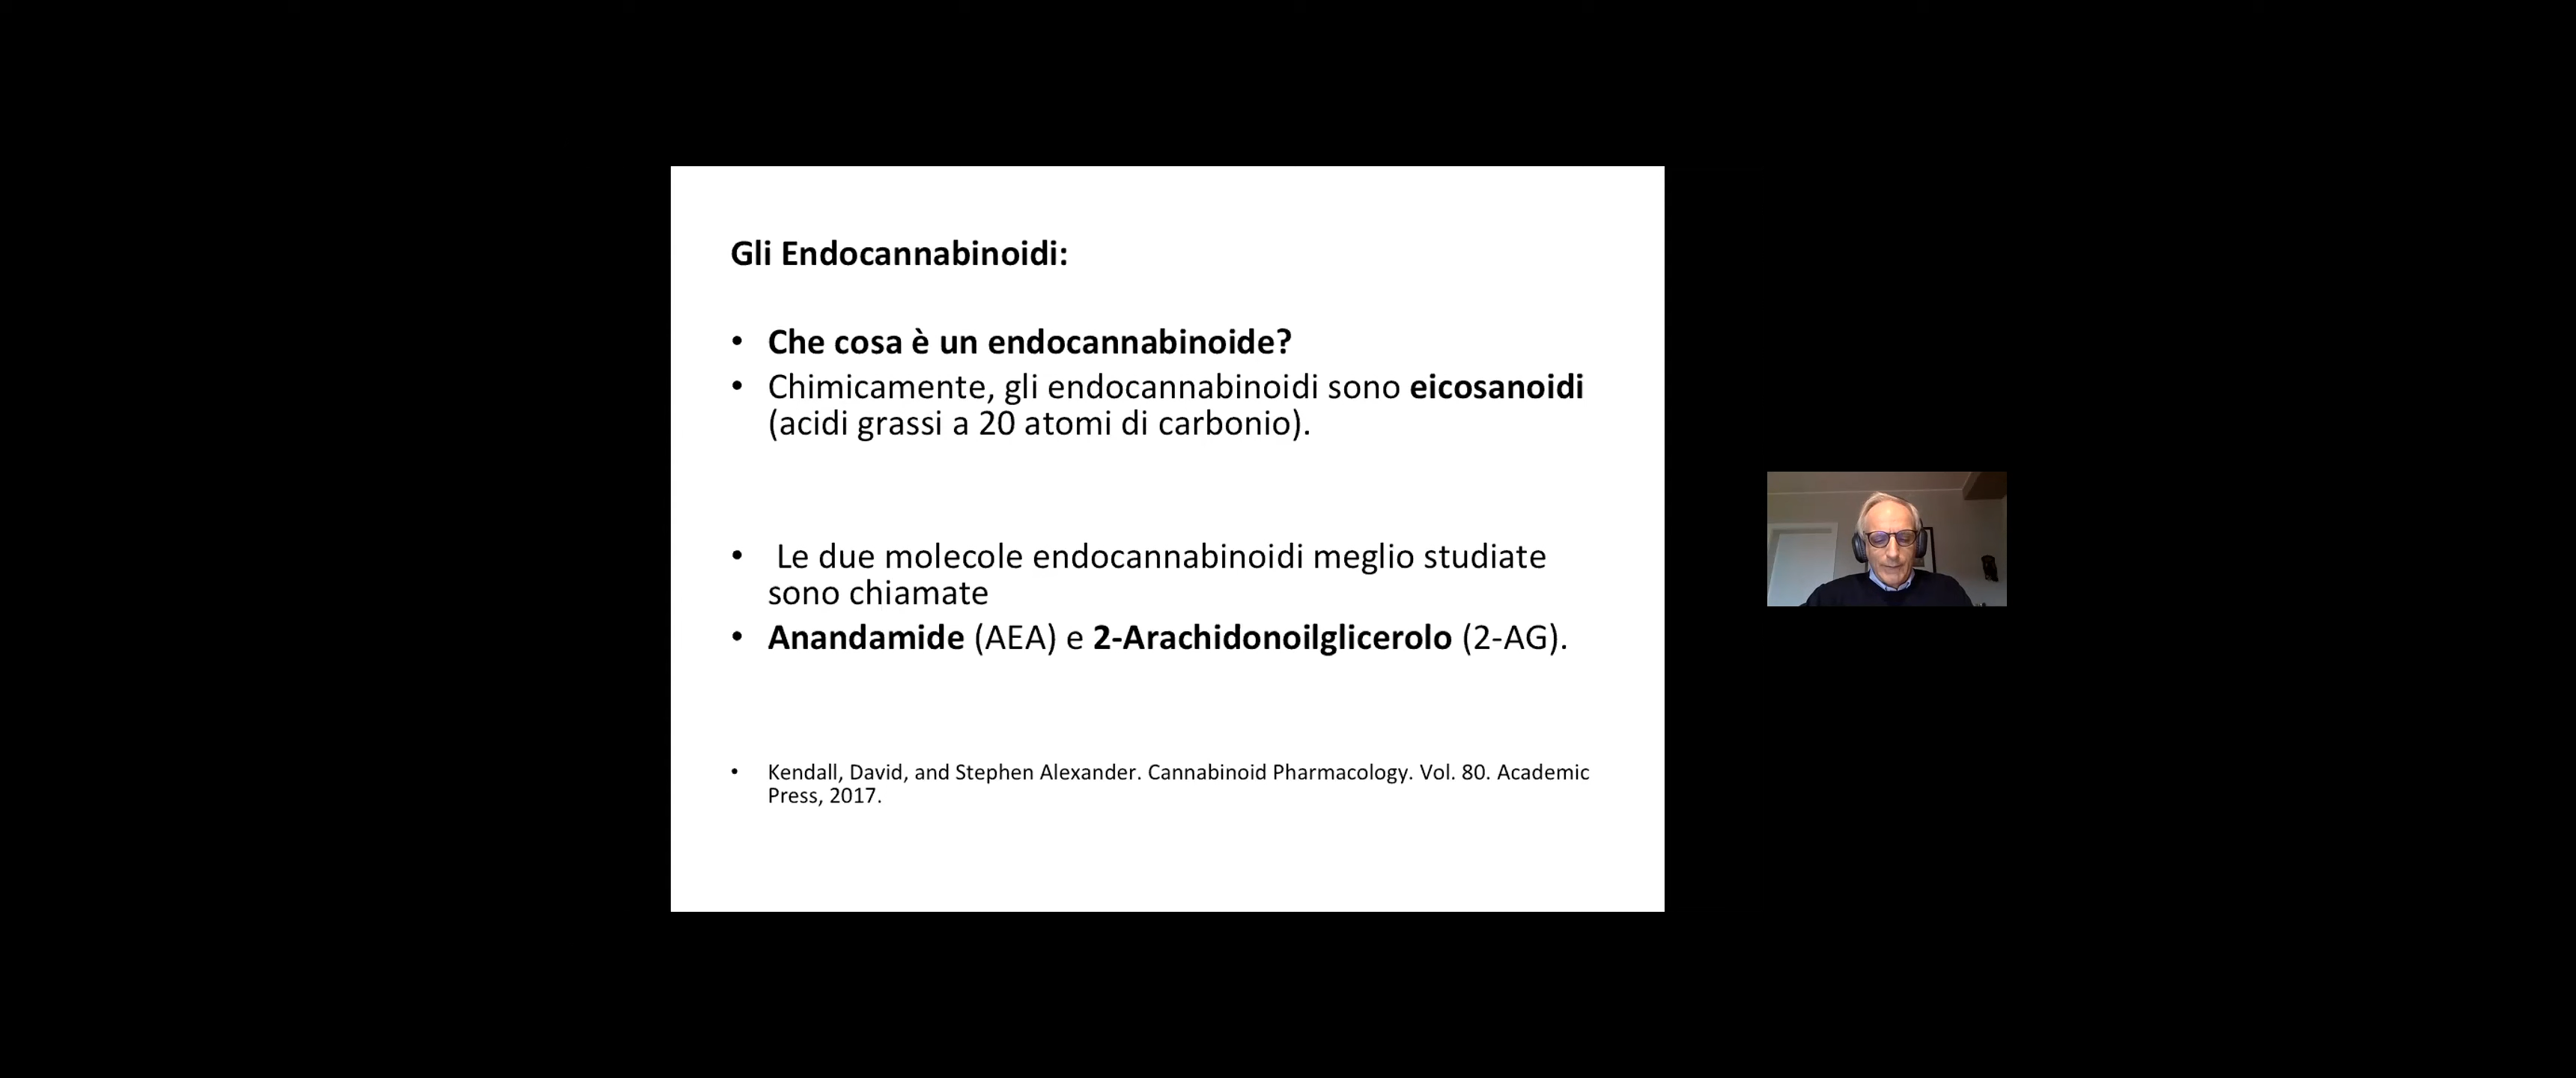 Gli Endocannabinoidi:
• Che cosa è un endocannabinoide?
• Chimicamente, gli endocannabinoidi sono eicosanoidi
(acidi grassi a 20 atomi di carbonio).
• Le due molecole endocannabinoidi meglio studiate
sono chiamate
• Anandamide (AEA) e 2-Arachidonoilglicerolo (2-AG).
• Kendall, David, and Stephen Alexander. Cannabinoid Pharmacology. Vol. 80. Academic
Press, 2017.